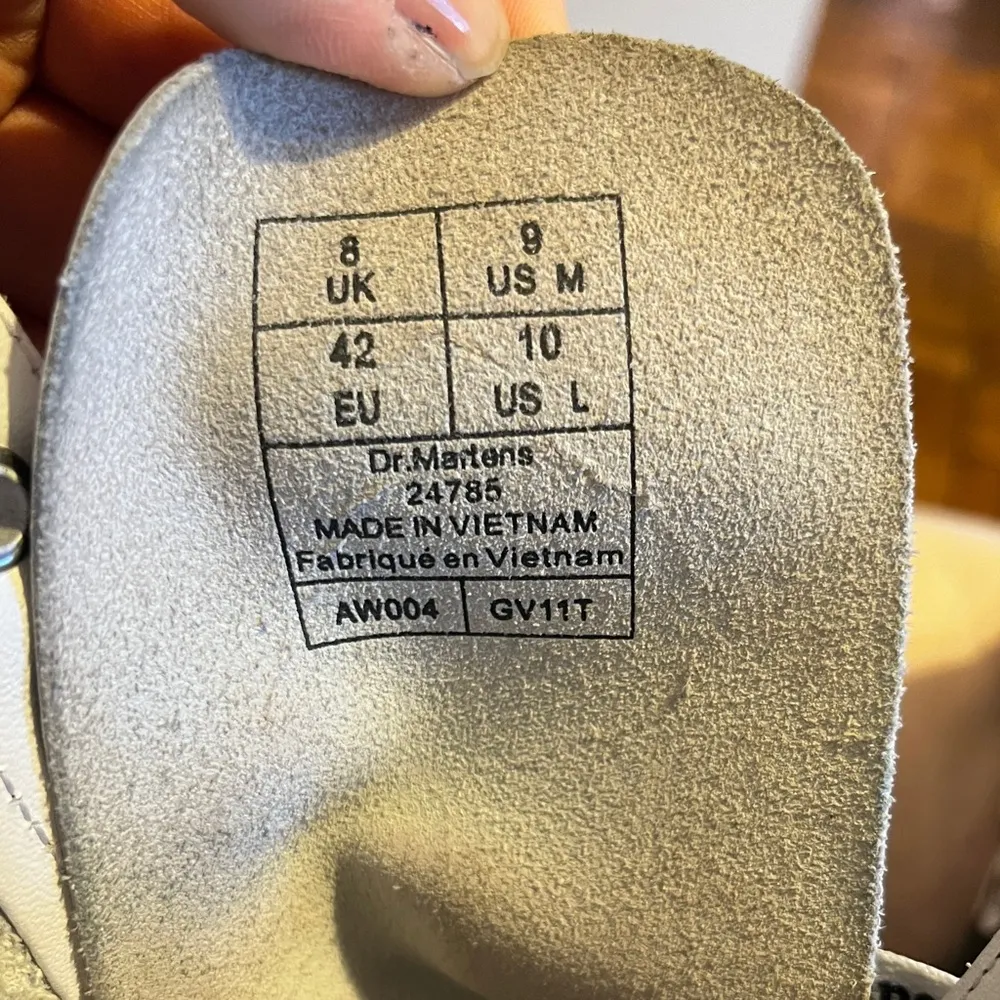 8 9
UK US M
42 10
EU US L
Dr.Martens
24785
MADE IN VIETNAM
Fabriqué en Vietnam
AW004 GV11T